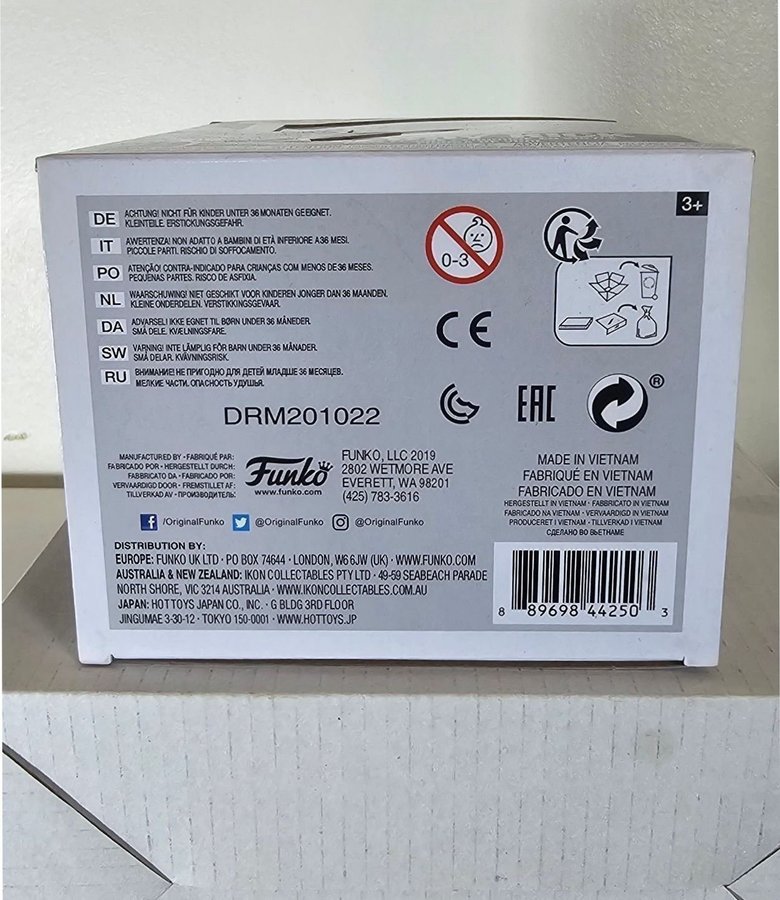 3+
DE ACHTUNG! NICHT FÜR KINDER UNTER 36 MONATEN GEEIGNET.
KLEINTEILE. ERSTICKUNGSGEFAHR.
IT AVVERTENZA! NON ADATTO A BAMBINI DI ETÀ INFERIORE A 36 MESI.
PICCOLE PARTI. RISCHIO DI SOFFOCAMENTO.
PO ATENÇÃO! CONTRA-INDICADO PARA CRIANÇAS COM MENOS DE 36 MESES.
PEQUENAS PARTES. RISCO DE ASFIXIA.
NL WAARSCHUWING! NIET GESCHIKT VOOR KINDEREN JONGER DAN 36 MAANDEN.
KLEINE ONDERDELEN. VERSTIKKINGSGEVAAR.
DA ADVARSEL! IKKE EGNET TIL BØRN UNDER 36 MÅNEDER.
SMÅ DELE. KVÆLNINGSFARE.
SW VARNING! INTE LÄMPLIG FÖR BARN UNDER 36 MÅNADER.
SMÅ DELAR. KVÄVNINGSRISK.
RU ВНИМАНИЕ! НЕ ПРИГОДНО ДЛЯ ДЕТЕЙ МЛАДШЕ 36 МЕСЯЦЕВ.
МЕЛКИЕ ЧАСТИ. ОПАСНОСТЬ УДУШЬЯ.
0-3
CE
EAC
®
DRM201022
MANUFACTURED BY · FABRIQUÉ PAR:
FABRICADO POR · HERGESTELLT DURCH:
FABBRICATO DA · FABRICADO POR:
VERVAARDIGD DOOR · FREMSTILLET AF:
TILLVERKAD AV · ПРОИЗВОДИТЕЛЬ:
Funko
www.funko.com
FUNKO, LLC 2019
2802 WETMORE AVE
EVERETT, WA 98201
(425) 783-3616
MADE IN VIETNAM
FABRIQUÉ EN VIETNAM
FABRICADO EN VIETNAM
HERGESTELLT IN VIETNAM · FABBRICATO IN VIETNAM
FABRICADO NA VIETNAM · VERVAARDIGD IN VIETNAM
PRODUCERET I VIETNAM · TILLVERKAD I VIETNAM
СДЕЛАНО ВО ВЬЕТНАМЕ
/OriginalFunko @OriginalFunko @OriginalFunko
DISTRIBUTION BY:
EUROPE: FUNKO UK LTD · PO BOX 74644 · LONDON, W6 6JW (UK) · WWW.FUNKO.COM
AUSTRALIA & NEW ZEALAND: IKON COLLECTABLES PTY LTD · 49-59 SEABEACH PARADE
NORTH SHORE, VIC 3214 AUSTRALIA · WWW.IKONCOLLECTABLES.COM.AU
JAPAN: HOT TOYS JAPAN CO., INC. · G BLDG 3RD FLOOR
JINGUMAE 3-30-12 · TOKYO 150-0001 · WWW.HOTTOYS.JP
8 89698 44250 3